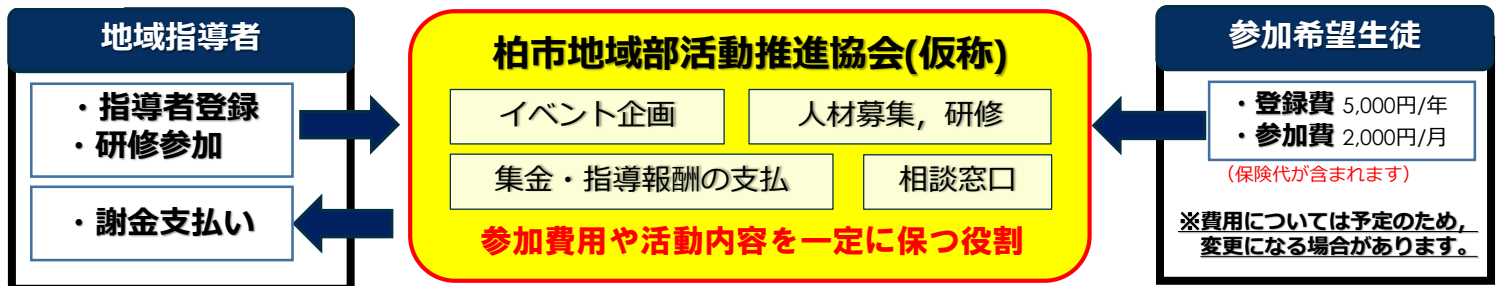 地域指導者
・指導者登録
・研修参加
・謝金支払い
柏市地域部活動推進協会(仮称)
イベント企画
人材募集，研修
集金・指導報酬の支払
相談窓口
参加費用や活動内容を一定に保つ役割
参加希望生徒
・登録費 5,000円/年
・参加費 2,000円/月
（保険代が含まれます）
※費用については予定のため，
変更になる場合があります。